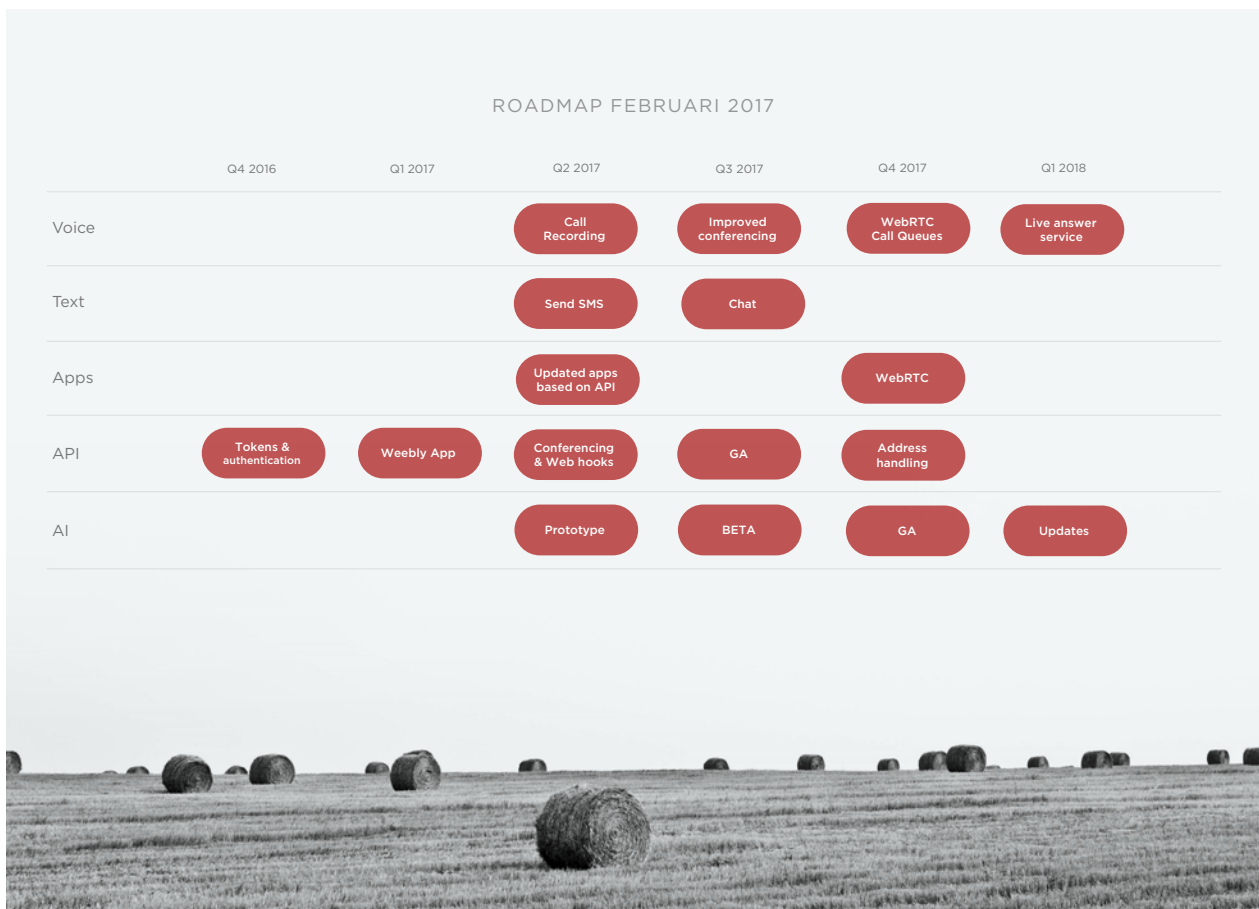 ROADMAP FEBRUARI 2017
Q4 2016 Q1 2017 Q2 2017 Q3 2017 Q4 2017 Q1 2018
Voice
Call
Recording
Improved
conferencing
WebRTC
Call Queues
Live answer
service
Text
Send SMS
Chat
Apps
Updated apps
based on API
WebRTC
API
Tokens &
authentication
Weebly App
Conferencing
& Web hooks
GA
Address
handling
AI
Prototype
BETA
GA
Updates